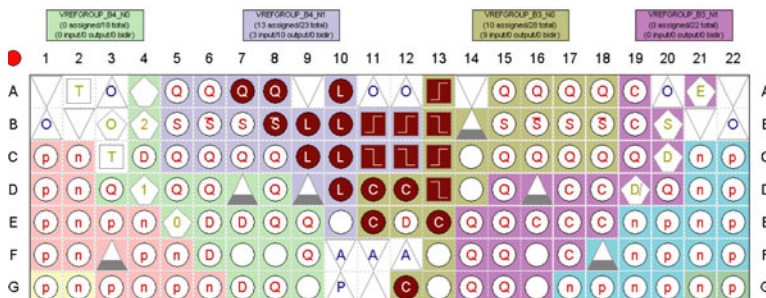 VREFGROUP_B4_N0
(0 assigned/18 total)
(0 input/0 output/0 bidir)
VREFGROUP_B4_N1
(13 assigned/23 total)
(3 input/10 output/0 bidir)
VREFGROUP_B3_N0
(10 assigned/28 total)
(9 input/0 output/0 bidir)
VREFGROUP_B3_N1
(0 assigned/22 total)
(0 input/0 output/0 bidir)
1 2 3 4 5 6 7 8 9 10 11 12 13 14 15 16 17 18 19 20 21 22
A T O Q Q Q Q L O O Q Q Q Q C O E A
B O O 2 S S S S L L S S S S C S O B
C p n T D Q Q Q Q L L Q Q Q Q Q D n p C
D p n Q 1 Q Q Q L C C Q C C D Q n p D
E p n p n 0 D D Q Q C D C Q Q C C C n p n p E
F p n p n D Q A A A Q Q C n p n p F
G p n p n p n D Q P C Q Q n p n p n p G